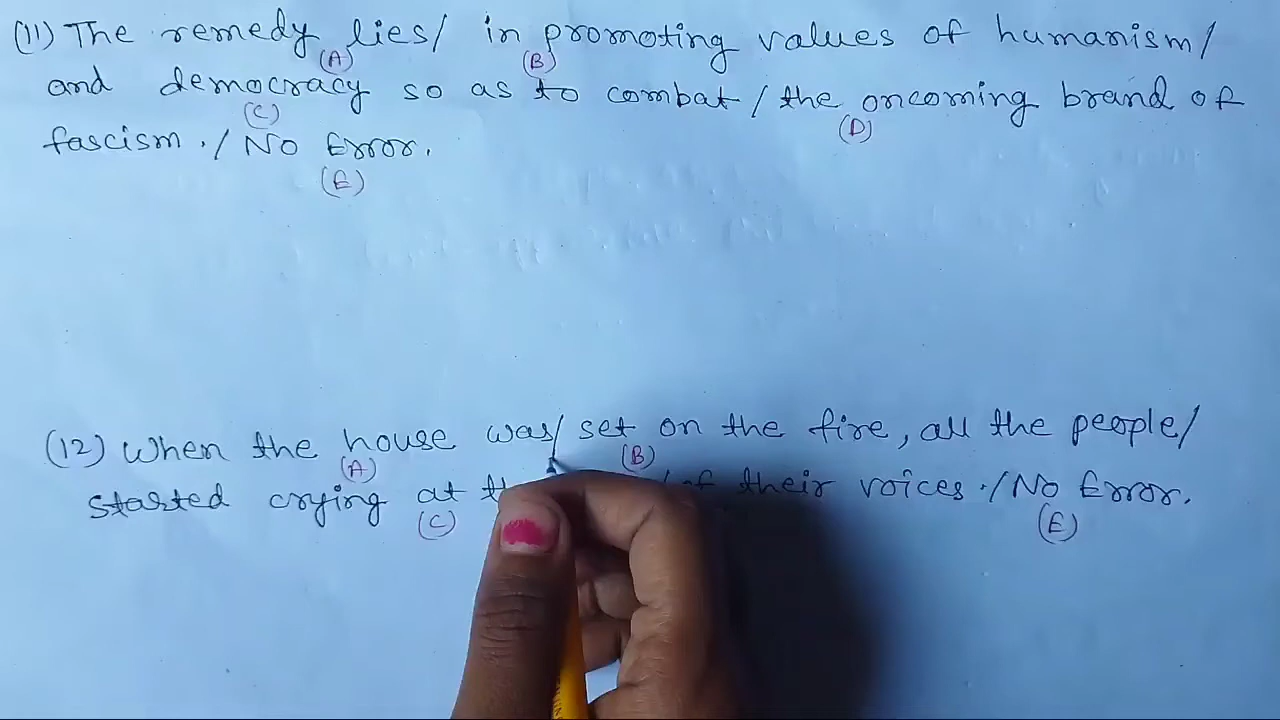 (11) The remedy lies/ in promoting values of humanism/
(A) (B)
and democracy so as to combat/ the oncoming brand of
(C) (D)
fascism ./ No Error.
(E)
(12) When the house was/ set on the fire, all the people/
(A) (B)
started crying at of their voices ./ No Error.
(C) (E)